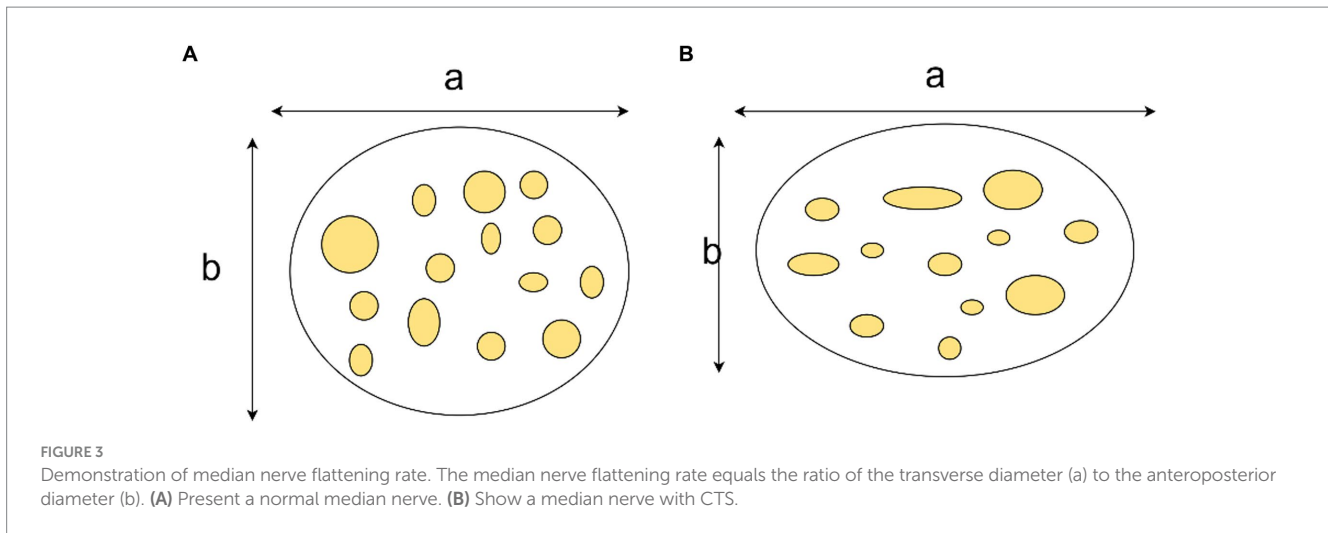 A
B
a
a
b
b
FIGURE 3
Demonstration of median nerve flattening rate. The median nerve flattening rate equals the ratio of the transverse diameter (a) to the anteroposterior
diameter (b). (A) Present a normal median nerve. (B) Show a median nerve with CTS.